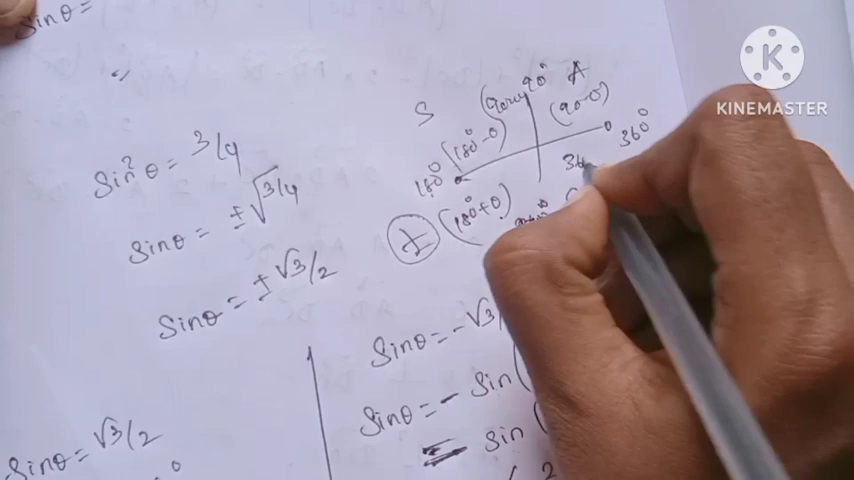 Sinθ =
Sin²θ = 3/4
Sinθ = ±√3/4
Sinθ = ±√3/2
S
90° A
(90-θ)
(180°-θ)
180°
360°
(180°+θ)
36
Sinθ = -√3/
Sinθ = - Sin(
= Sin(
Sinθ = √3/2
K
KINEMASTER